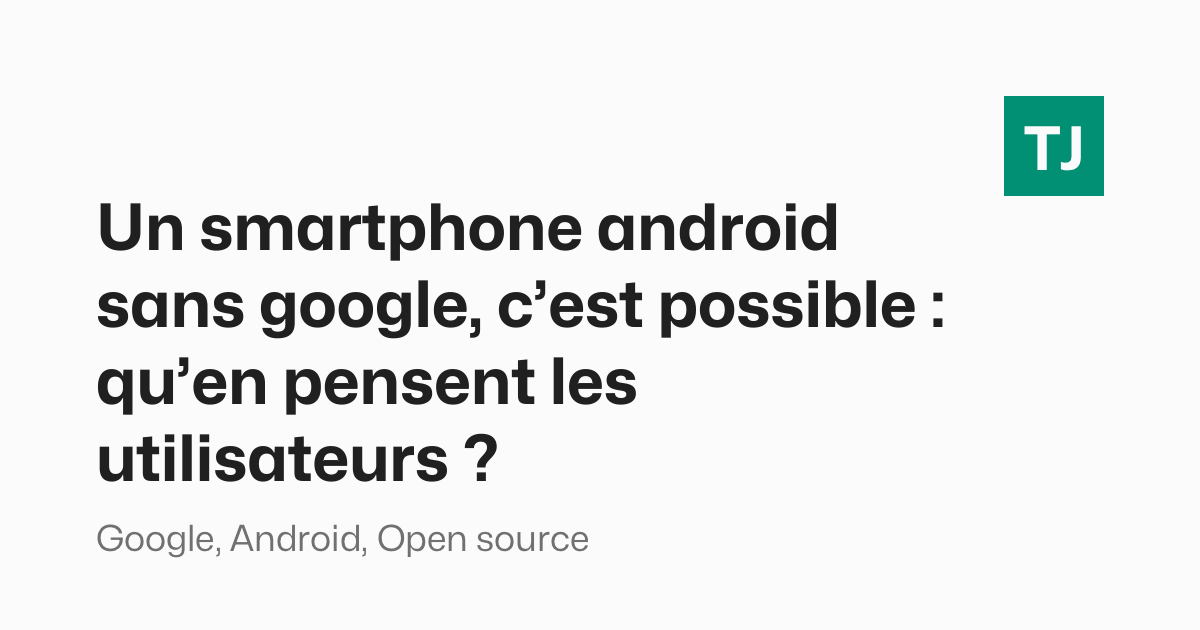 TJ
Un smartphone android
sans google, c’est possible :
qu’en pensent les
utilisateurs ?
Google, Android, Open source